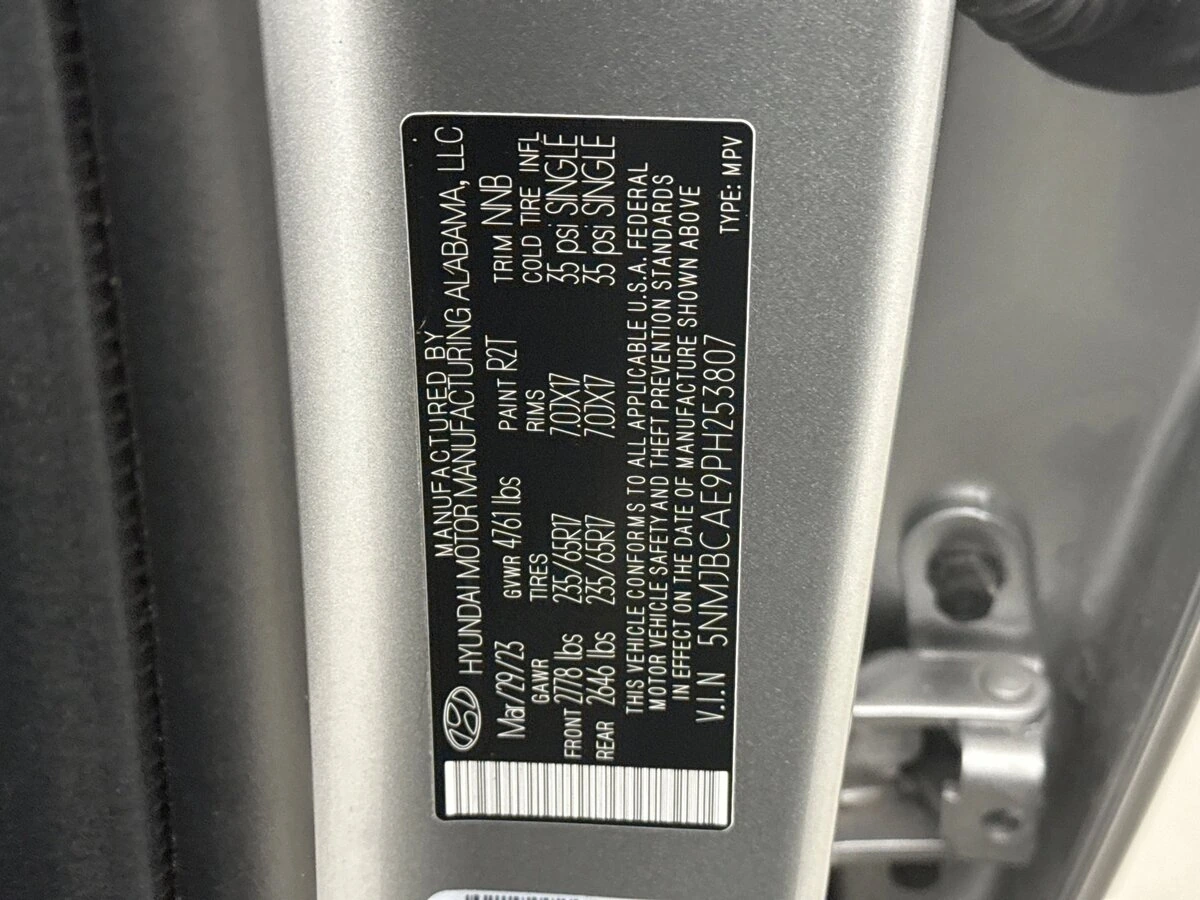 MANUFACTURED BY
HYUNDAI MOTOR MANUFACTURING ALABAMA, LLC
Mar/29/23 GVWR 4761 lbs PAINT R2T TRIM NNB
GAWR TIRES RIMS COLD TIRE INFL
FRONT 2778 lbs 235/65R17 7.0JX17 35 psi SINGLE
REAR 2646 lbs 235/65R17 7.0JX17 35 psi SINGLE
THIS VEHICLE CONFORMS TO ALL APPLICABLE U.S.A. FEDERAL
MOTOR VEHICLE SAFETY AND THEFT PREVENTION STANDARDS
IN EFFECT ON THE DATE OF MANUFACTURE SHOWN ABOVE
V.I.N 5NMJBCAE9PH253807 TYPE: MPV